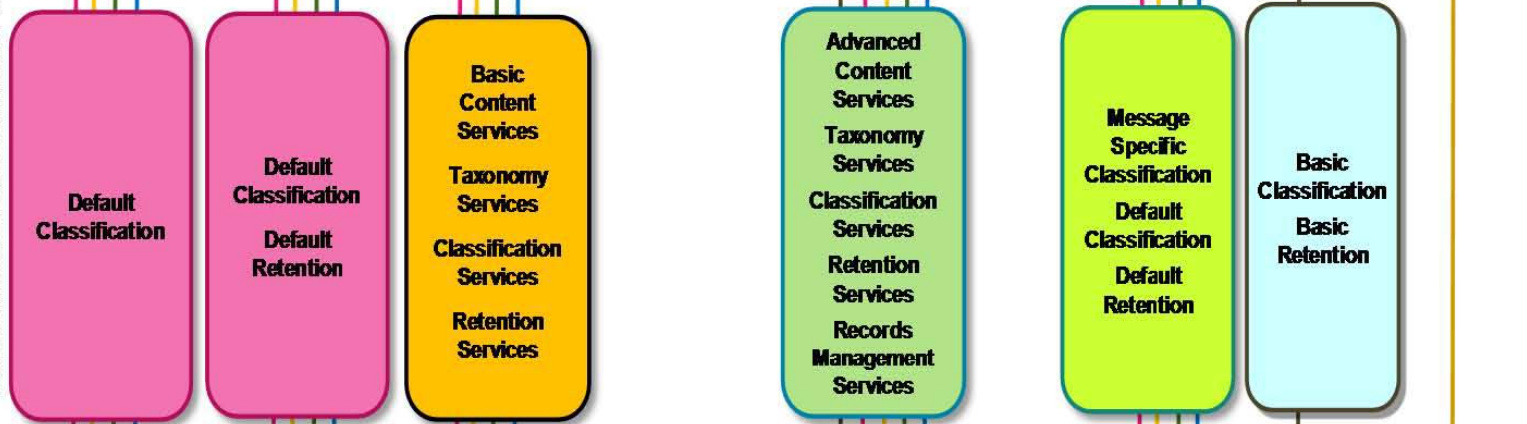 Default
Classification
Default
Classification
Default
Retention
Basic
Content
Services
Taxonomy
Services
Classification
Services
Retention
Services
Advanced
Content
Services
Taxonomy
Services
Classification
Services
Retention
Services
Records
Management
Services
Message
Specific
Classification
Default
Classification
Default
Retention
Basic
Classification
Basic
Retention